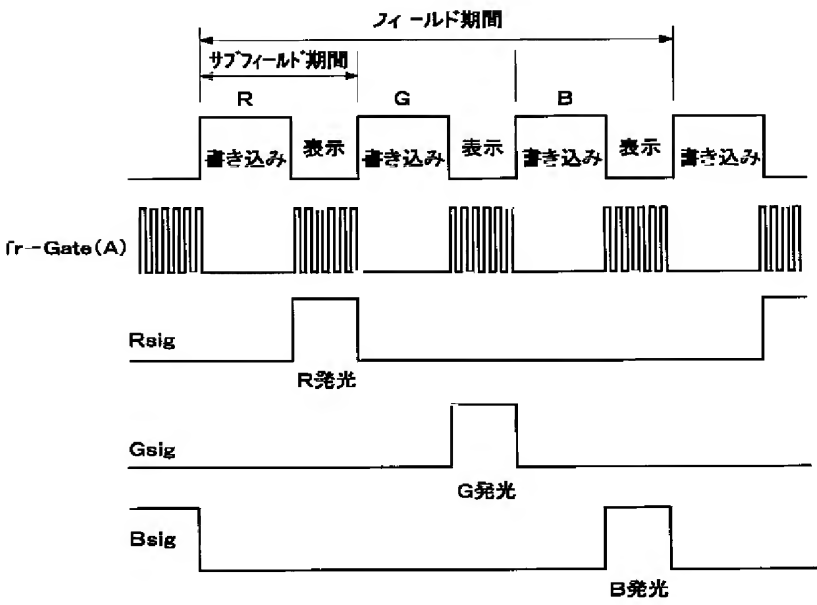 フィールド期間
サブフィールド期間
R G B
書き込み 表示 書き込み 表示 書き込み 表示 書き込み
Tr-Gate(A)
Rsig
R発光
Gsig
G発光
Bsig
B発光